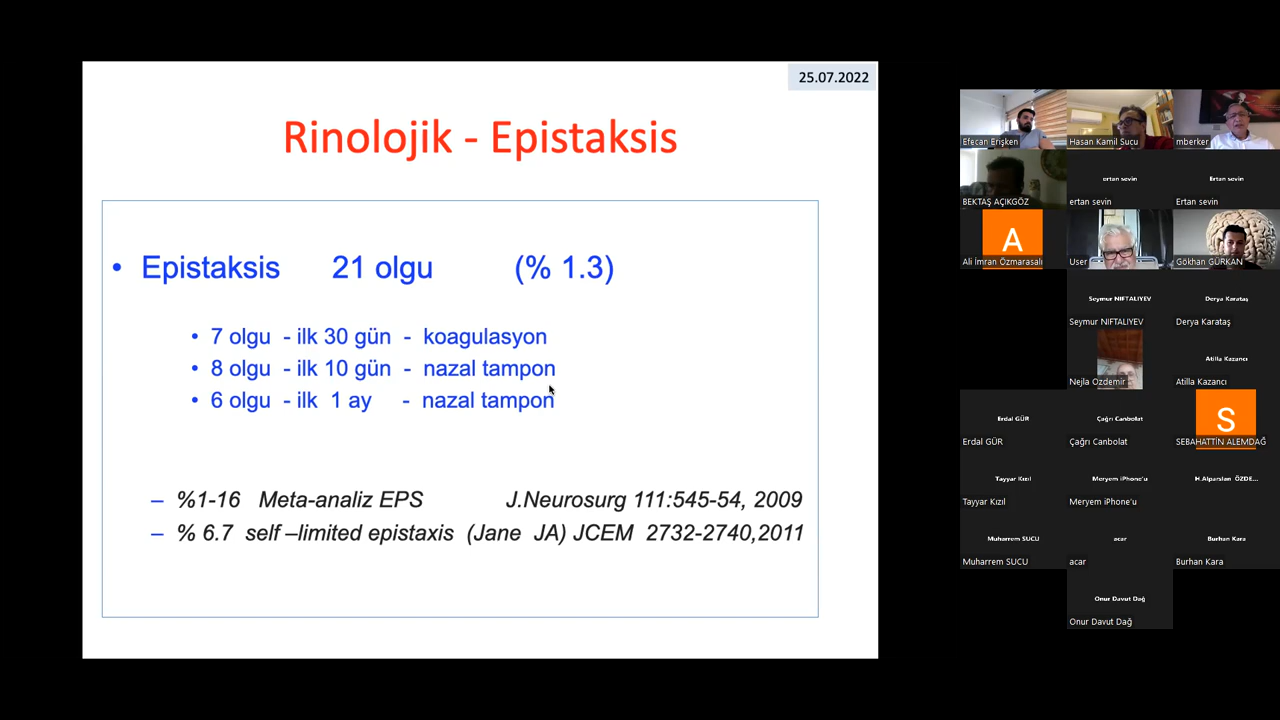 25.07.2022
Rinolojik - Epistaksis
• Epistaksis 21 olgu (% 1.3)
• 7 olgu - ilk 30 gün - koagulasyon
• 8 olgu - ilk 10 gün - nazal tampon
• 6 olgu - ilk 1 ay - nazal tampon
– %1-16 Meta-analiz EPS J.Neurosurg 111:545-54, 2009
– % 6.7 self –limited epistaxis (Jane JA) JCEM 2732-2740,2011
Efecan Erişken
Hasan Kamil Sucu
mberker
BEKTAŞ AÇIKGÖZ
ertan sevin
ertan sevin
Ertan sevin
Ertan sevin
A
Ali İmran Özmarasalı
User
Gökhan GÜRKAN
Seymur NIFTALIYEV
Seymur NIFTALIYEV
Derya Karataş
Derya Karataş
Nejla Ozdemir
Atilla Kazancı
Atilla Kazancı
Erdal GÜR
Erdal GÜR
Çağrı Canbolat
Çağrı Canbolat
S
SEBAHATTİN ALEMDAĞ
Tayyar Kızıl
Tayyar Kızıl
Meryem iPhone'u
Meryem iPhone'u
H.Alparslan ÖZDE...
Muharrem SUCU
Muharrem SUCU
acar
acar
Burhan Kara
Burhan Kara
Onur Davut Dağ
Onur Davut Dağ